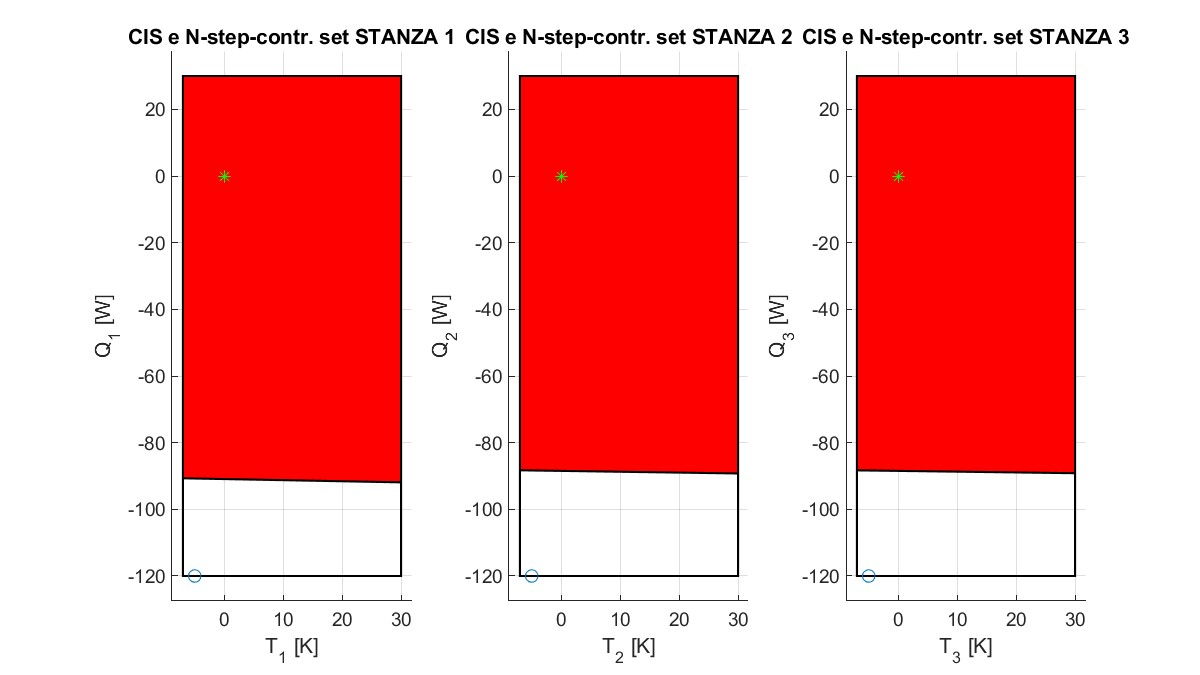 CIS e N-step-contr. set STANZA 1
20
0
-20
-40
-60
-80
-100
-120
Q1 [W]
0 10 20 30
T1 [K]
CIS e N-step-contr. set STANZA 2
20
0
-20
-40
-60
-80
-100
-120
Q2 [W]
0 10 20 30
T2 [K]
CIS e N-step-contr. set STANZA 3
20
0
-20
-40
-60
-80
-100
-120
Q3 [W]
0 10 20 30
T3 [K]